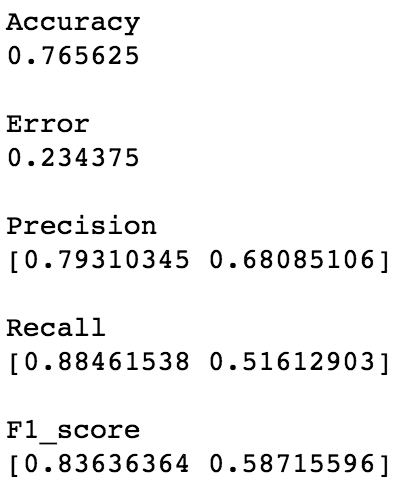 Accuracy
0.765625
Error
0.234375
Precision
[0.79310345 0.68085106]
Recall
[0.88461538 0.51612903]
F1_score
[0.83636364 0.58715596]